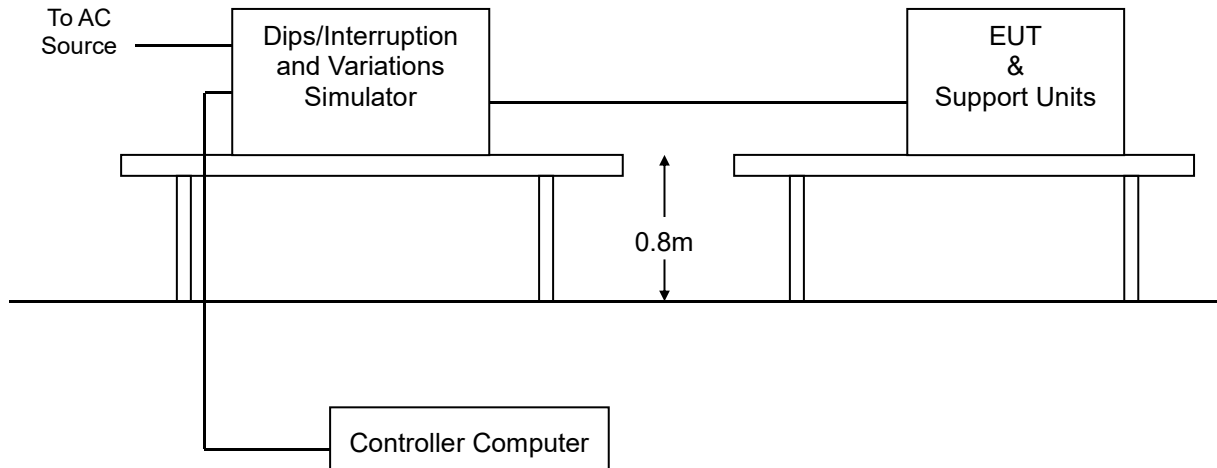 To AC
Source
Dips/Interruption
and Variations
Simulator
EUT
&
Support Units
0.8m
Controller Computer